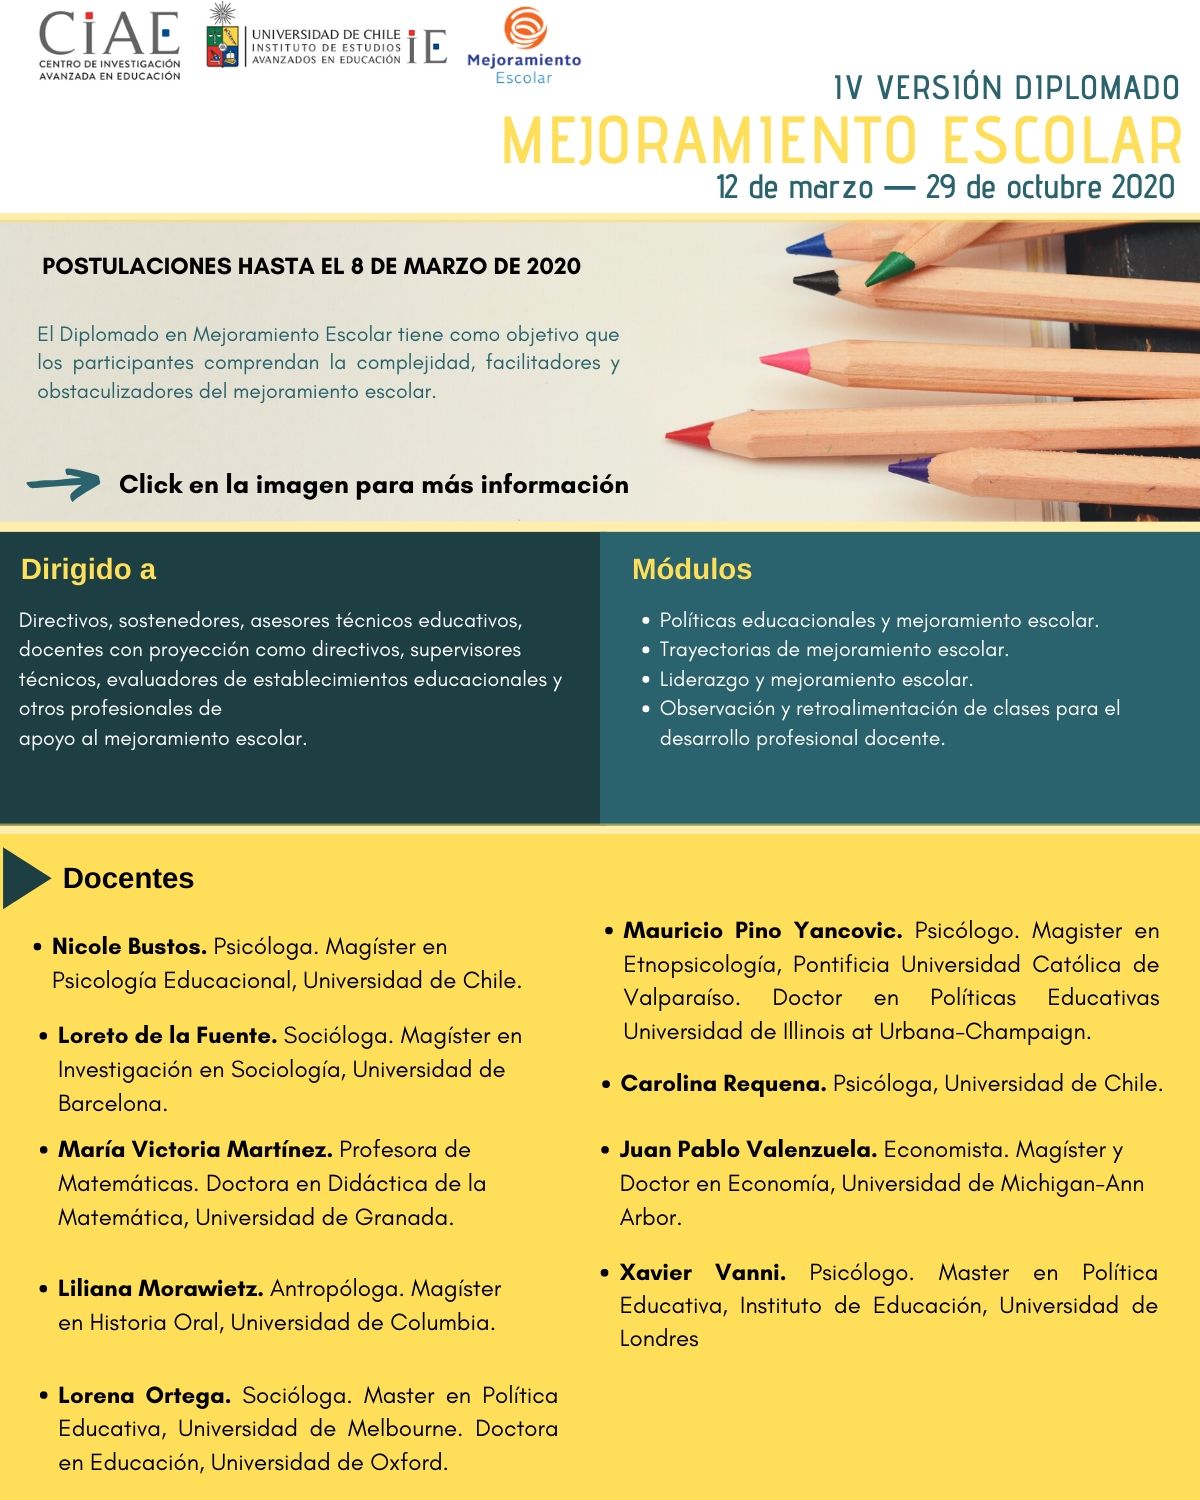 CiAE
CENTRO DE INVESTIGACIÓN
AVANZADA EN EDUCACIÓN
UNIVERSIDAD DE CHILE
INSTITUTO DE ESTUDIOS
AVANZADOS EN EDUCACIÓN
iE
Mejoramiento
Escolar
IV VERSIÓN DIPLOMADO
MEJORAMIENTO ESCOLAR
12 de marzo — 29 de octubre 2020
POSTULACIONES HASTA EL 8 DE MARZO DE 2020
El Diplomado en Mejoramiento Escolar tiene como objetivo que
los participantes comprendan la complejidad, facilitadores y
obstaculizadores del mejoramiento escolar.
Click en la imagen para más información
Dirigido a
Directivos, sostenedores, asesores técnicos educativos,
docentes con proyección como directivos, supervisores
técnicos, evaluadores de establecimientos educacionales y
otros profesionales de
apoyo al mejoramiento escolar.
Módulos
• Políticas educacionales y mejoramiento escolar.
• Trayectorias de mejoramiento escolar.
• Liderazgo y mejoramiento escolar.
• Observación y retroalimentación de clases para el
desarrollo profesional docente.
Docentes
• Nicole Bustos. Psicóloga. Magíster en
Psicología Educacional, Universidad de Chile.
• Loreto de la Fuente. Socióloga. Magíster en
Investigación en Sociología, Universidad de
Barcelona.
• María Victoria Martínez. Profesora de
Matemáticas. Doctora en Didáctica de la
Matemática, Universidad de Granada.
• Liliana Morawietz. Antropóloga. Magíster
en Historia Oral, Universidad de Columbia.
• Lorena Ortega. Socióloga. Master en Política
Educativa, Universidad de Melbourne. Doctora
en Educación, Universidad de Oxford.
• Mauricio Pino Yancovic. Psicólogo. Magister en
Etnopsicología, Pontificia Universidad Católica de
Valparaíso. Doctor en Políticas Educativas
Universidad de Illinois at Urbana-Champaign.
• Carolina Requena. Psicóloga, Universidad de Chile.
• Juan Pablo Valenzuela. Economista. Magíster y
Doctor en Economía, Universidad de Michigan-Ann
Arbor.
• Xavier Vanni. Psicólogo. Master en Política
Educativa, Instituto de Educación, Universidad de
Londres